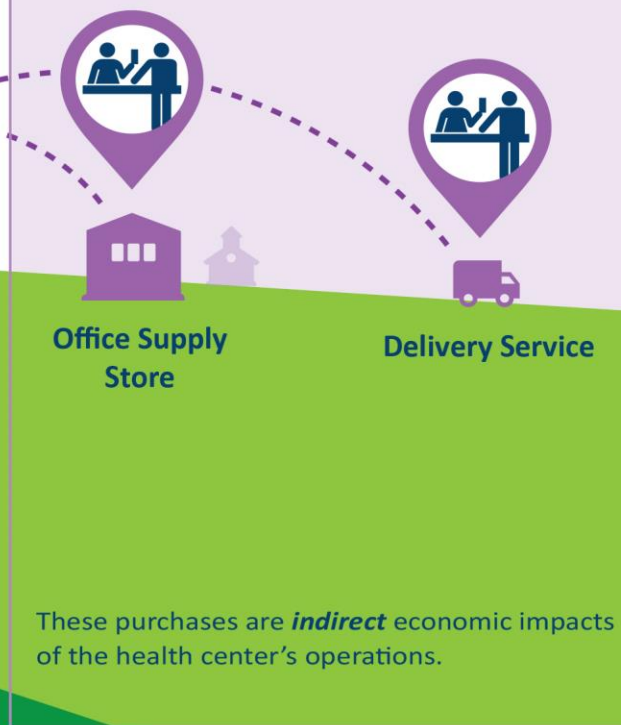 Office Supply
Store
Delivery Service
These purchases are indirect economic impacts
of the health center’s operations.